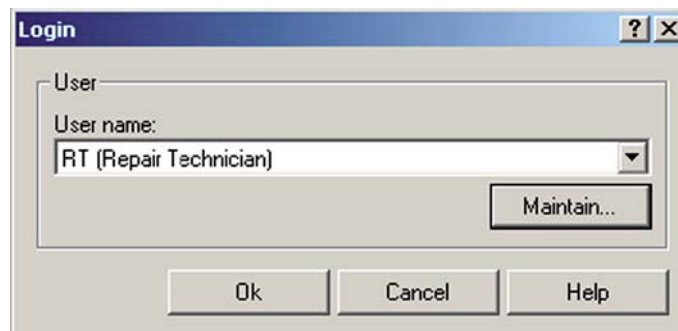 Login
User
User name:
RT (Repair Technician)
Maintain...
Ok Cancel Help